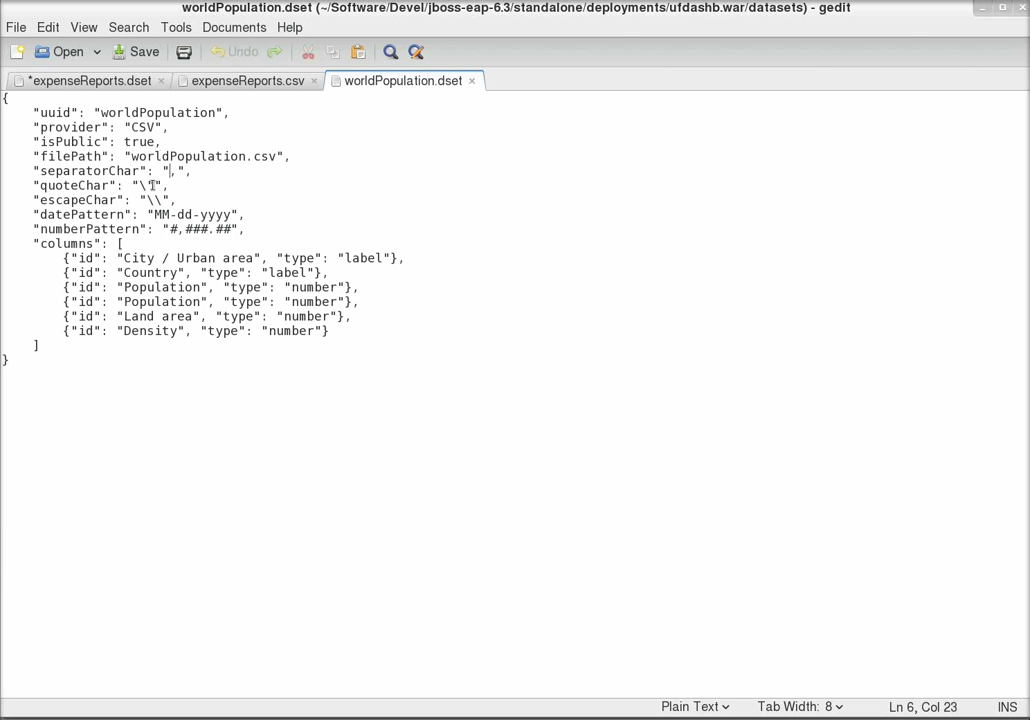 worldPopulation.dset (~/Software/Devel/jboss-eap-6.3/standalone/deployments/ufdashb.war/datasets) - gedit
File Edit View Search Tools Documents Help
Open Save Undo
*expenseReports.dset × expenseReports.csv × worldPopulation.dset ×
{
    "uuid": "worldPopulation",
    "provider": "CSV",
    "isPublic": true,
    "filePath": "worldPopulation.csv",
    "separatorChar": ",",
    "quoteChar": "\"",
    "escapeChar": "\\",
    "datePattern": "MM-dd-yyyy",
    "numberPattern": "#,###.##",
    "columns": [
        {"id": "City / Urban area", "type": "label"},
        {"id": "Country", "type": "label"},
        {"id": "Population", "type": "number"},
        {"id": "Population", "type": "number"},
        {"id": "Land area", "type": "number"},
        {"id": "Density", "type": "number"}
    ]
}
Plain Text Tab Width: 8 Ln 6, Col 23 INS